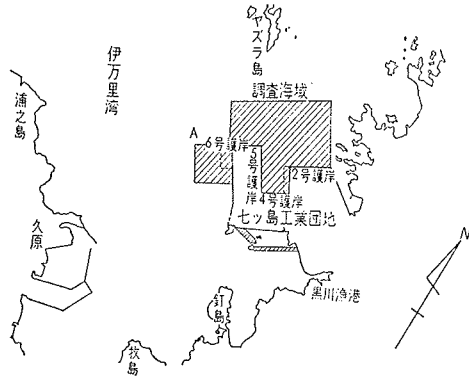 ヤズラ島
伊万里湾
調査海域
浦之島
A
6号護岸
5号護岸
2号護岸
4号護岸
七ッ島工業団地
久原
黒川漁港
釘島
牧島
N